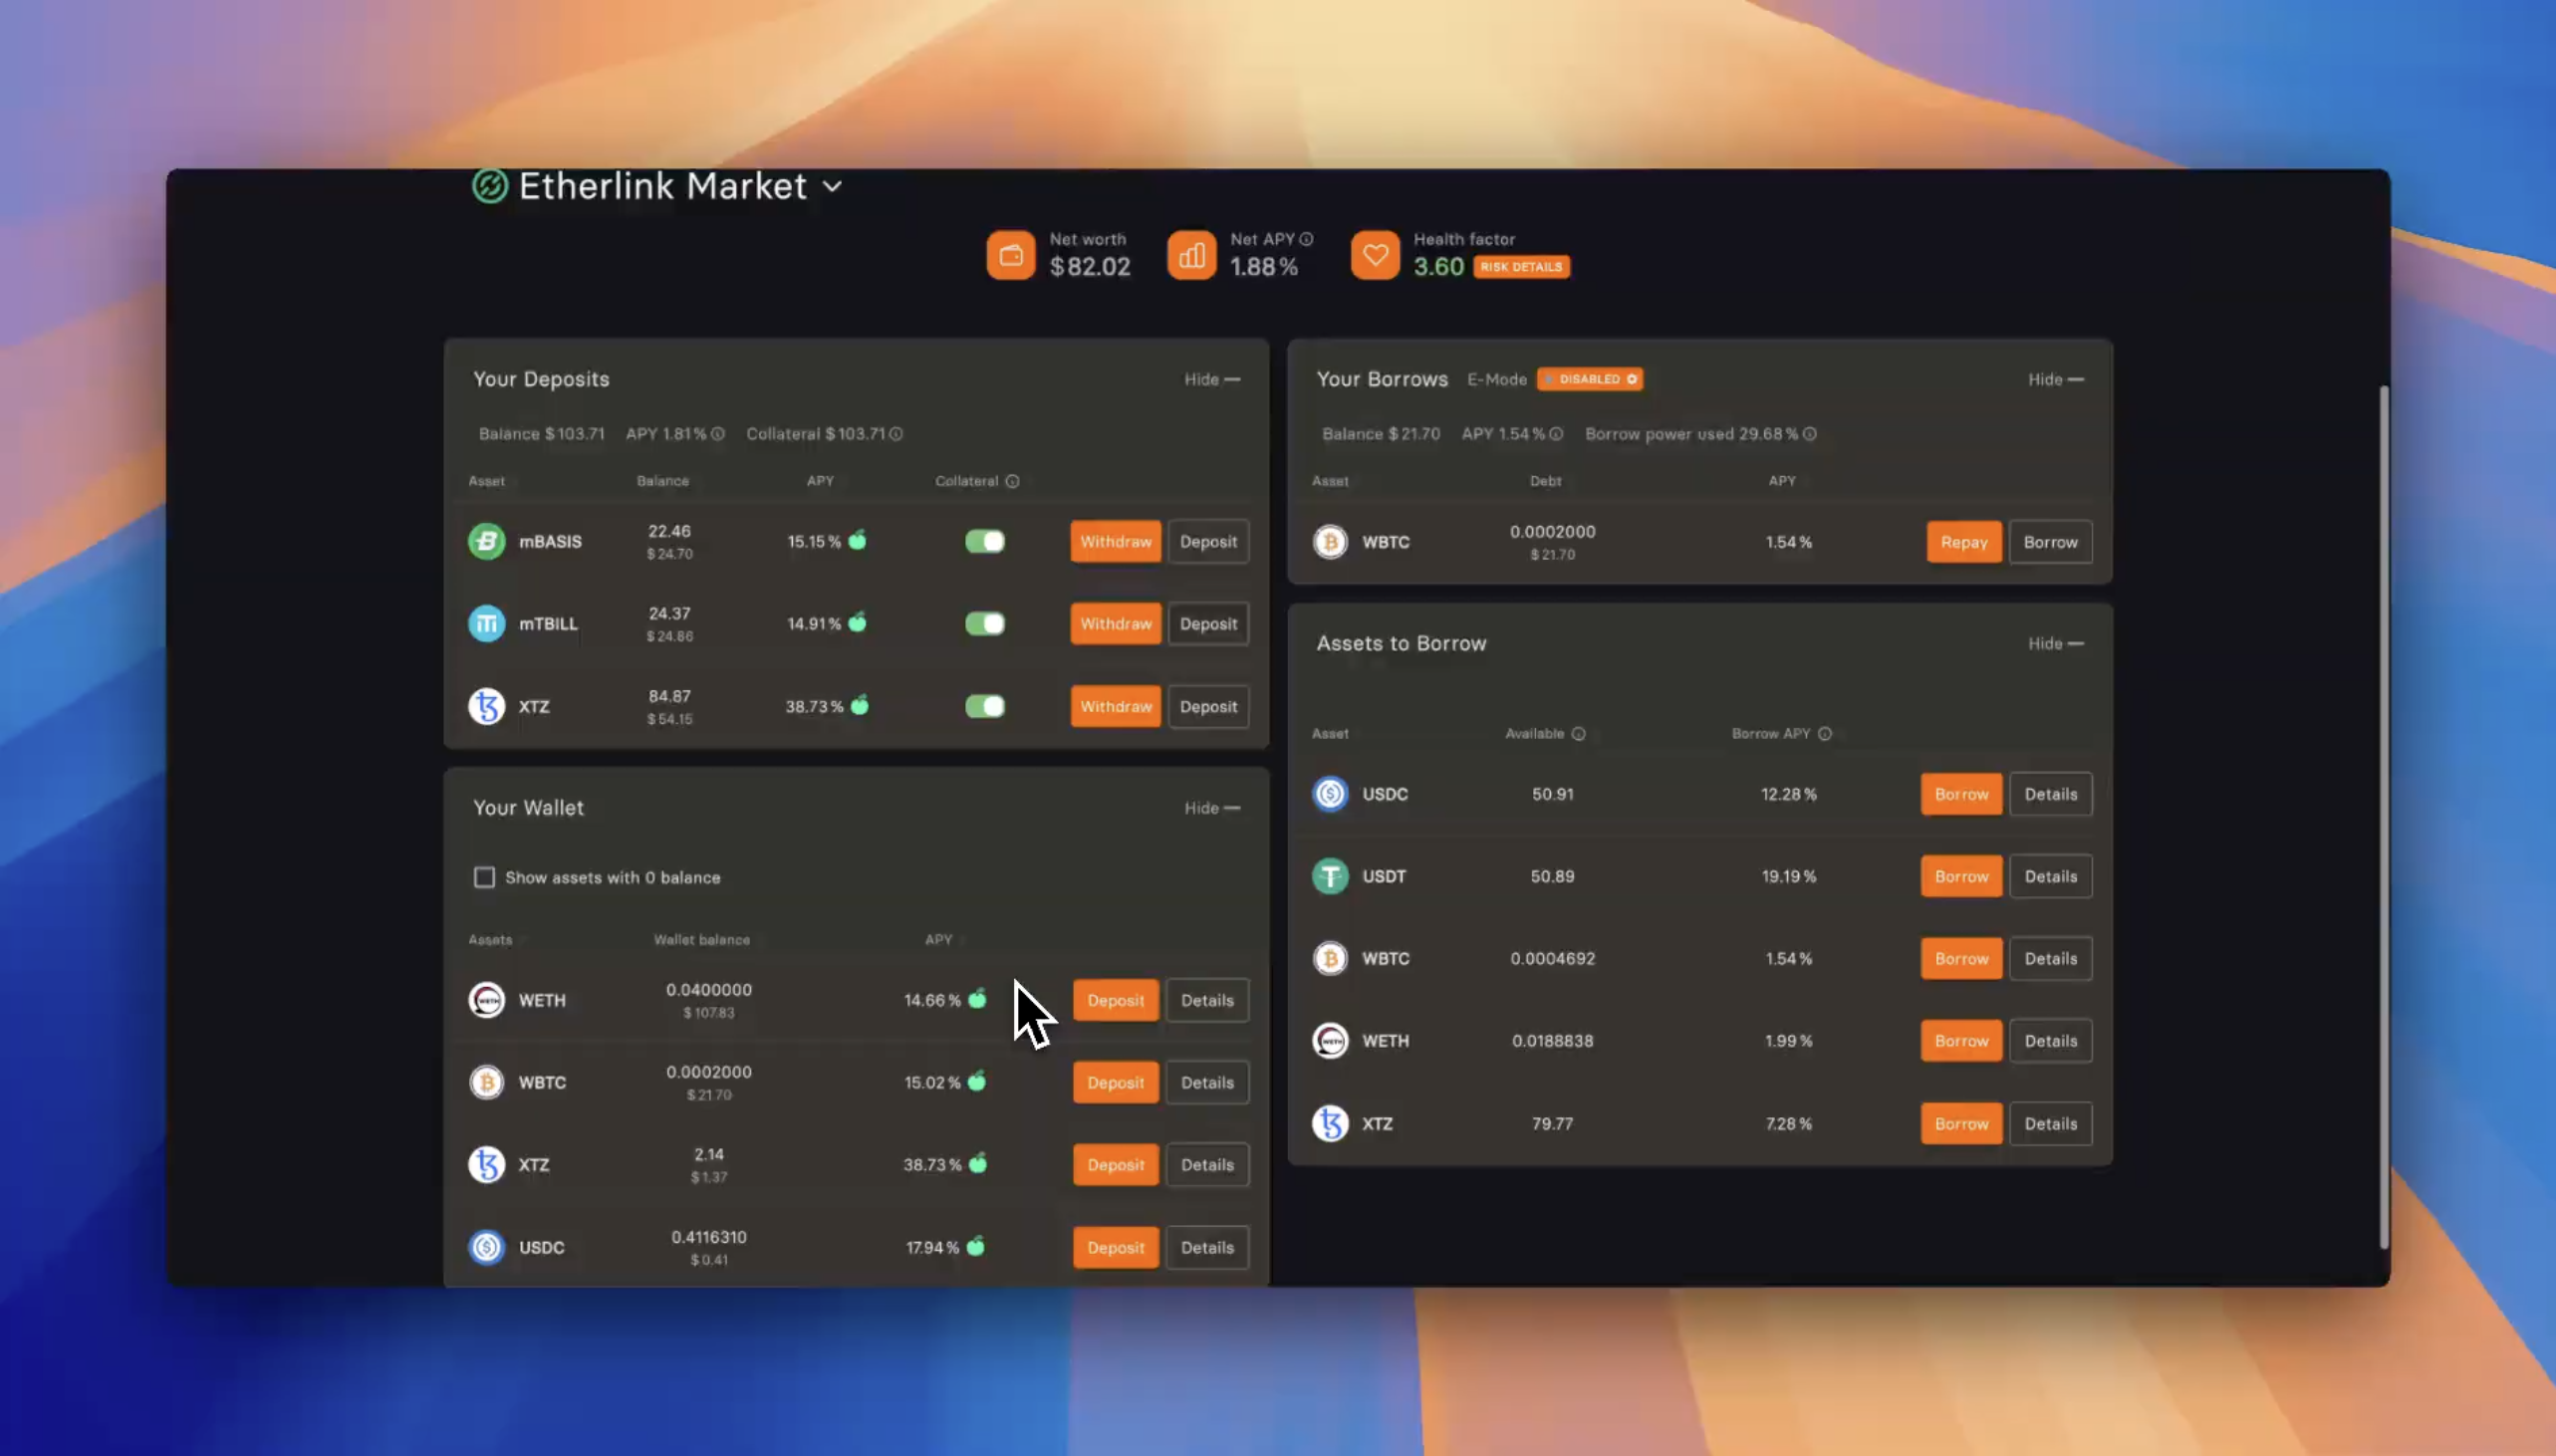 Etherlink Market
Net worth
$82.02
Net APY
1.88%
Health factor
3.60 RISK DETAILS
Your Deposits
Hide
Balance $103.71 APY 1.81% Collateral $103.71
Asset Balance APY Collateral
mBASIS 22.46 $24.70 15.15% Withdraw Deposit
mTBILL 24.37 $24.86 14.91% Withdraw Deposit
XTZ 84.87 $54.15 38.73% Withdraw Deposit
Your Wallet
Hide
Show assets with 0 balance
Assets Wallet balance APY
WETH 0.0400000 $107.83 14.66% Deposit Details
WBTC 0.0002000 $21.70 15.02% Deposit Details
XTZ 2.14 $1.37 38.73% Deposit Details
USDC 0.4116310 $0.41 17.94% Deposit Details
Your Borrows E-Mode DISABLED
Hide
Balance $21.70 APY 1.54% Borrow power used 29.68%
Asset Debt APY
WBTC 0.0002000 $21.70 1.54% Repay Borrow
Assets to Borrow
Hide
Asset Available Borrow APY
USDC 50.91 12.28% Borrow Details
USDT 50.89 19.19% Borrow Details
WBTC 0.0004692 1.54% Borrow Details
WETH 0.0188838 1.99% Borrow Details
XTZ 79.77 7.28% Borrow Details